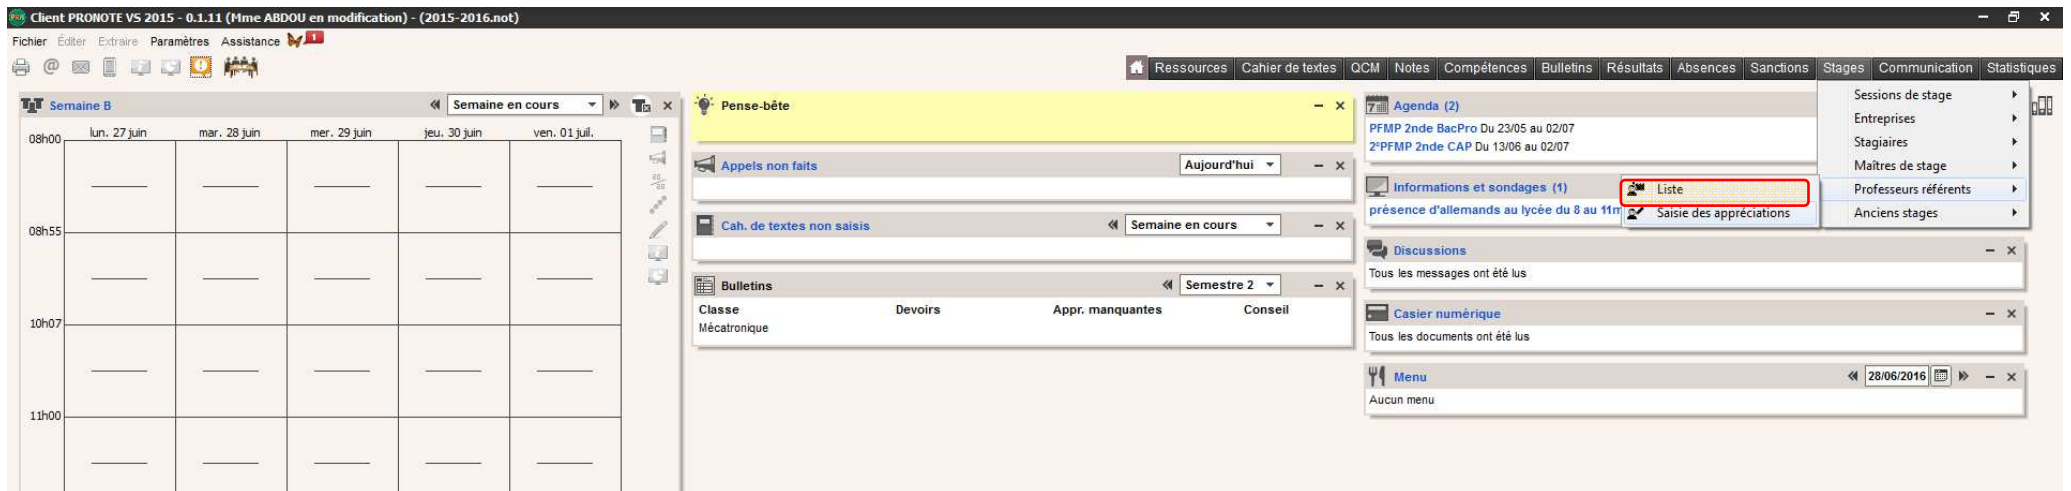 Client PRONOTE VS 2015 - 0.1.11 (Mme ABDOU en modification) - (2015-2016.not)
Fichier Éditer Extraire Paramètres Assistance 1
Ressources Cahier de textes QCM Notes Compétences Bulletins Résultats Absences Sanctions Stages Communication Statistiques
Semaine B Semaine en cours
lun. 27 juin mar. 28 juin mer. 29 juin jeu. 30 juin ven. 01 juil.
08h00
08h55
10h07
11h00
Pense-bête
Appels non faits Aujourd'hui
Cah. de textes non saisis Semaine en cours
Bulletins Semestre 2
Classe Devoirs Appr. manquantes Conseil
Mécatronique
Agenda (2)
PFMP 2nde BacPro Du 23/05 au 02/07
2°PFMP 2nde CAP Du 13/06 au 02/07
Informations et sondages (1)
présence d'allemands au lycée du 8 au 11m
Discussions
Tous les messages ont été lus
Casier numérique
Tous les documents ont été lus
Menu 28/06/2016
Aucun menu
Sessions de stage
Entreprises
Stagiaires
Maîtres de stage
Professeurs référents
Anciens stages
Liste
Saisie des appréciations